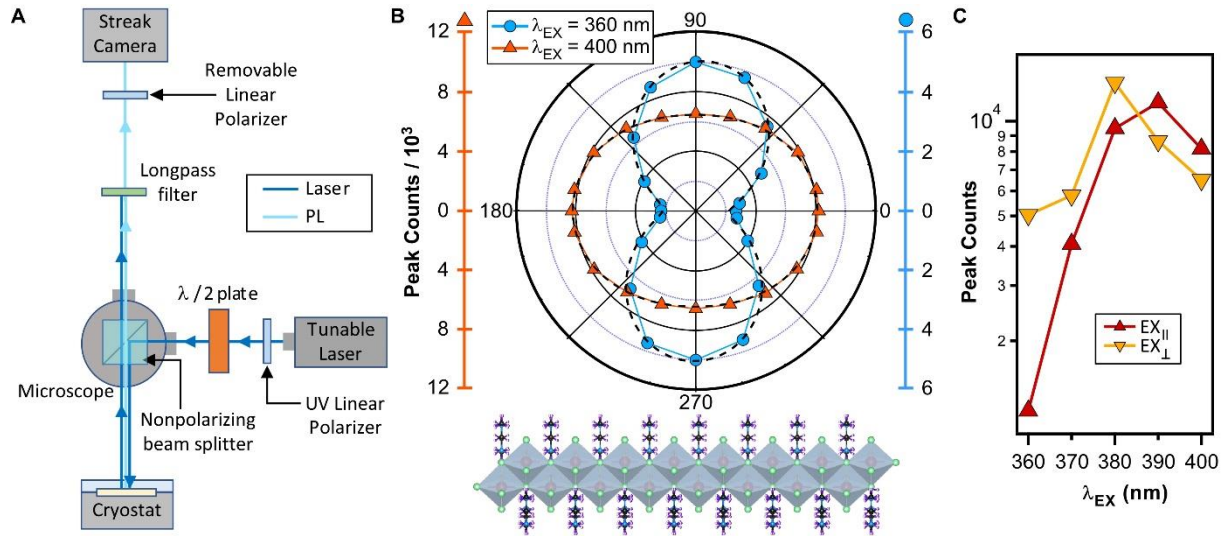 A
Streak
Camera
Removable
Linear
Polarizer
Longpass
filter
Laser
PL
λ /2 plate
Tunable
Laser
Microscope
Nonpolarizing
beam splitter
UV Linear
Polarizer
Cryostat
B
λEX = 360 nm
λEX = 400 nm
Peak Counts / 10³
12
8
4
0
4
8
12
90
180
0
270
6
4
2
0
2
4
6
C
Peak Counts
10⁴
9
8
7
6
5
4
3
2
EX||
EX⊥
360 370 380 390 400
λEX (nm)